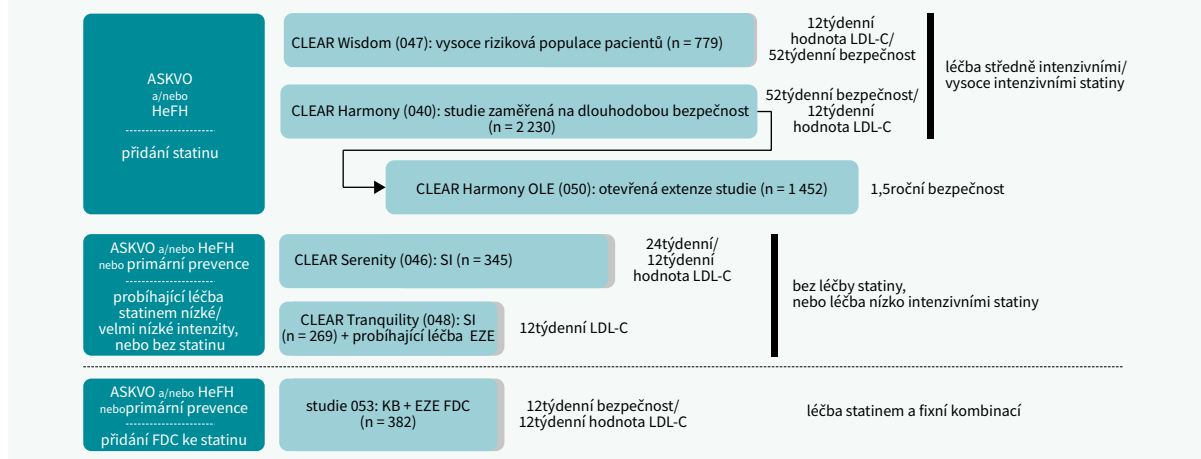 ASKVO
a/nebo
HeFH
přidání statinu
CLEAR Wisdom (047): vysoce riziková populace pacientů (n = 779)
12týdenní
hodnota LDL-C/
52týdenní bezpečnost
CLEAR Harmony (040): studie zaměřená na dlouhodobou bezpečnost
(n = 2 230)
52týdenní bezpečnost/
12týdenní
hodnota LDL-C
léčba středně intenzivními/
vysoce intenzivními statiny
CLEAR Harmony OLE (050): otevřená extenze studie (n = 1 452)
1,5roční bezpečnost
ASKVO a/nebo HeFH
nebo primární prevence
probíhající léčba
statinem nízké/
velmi nízké intenzity,
nebo bez statinu
CLEAR Serenity (046): SI (n = 345)
24týdenní/
12týdenní
hodnota LDL-C
CLEAR Tranquility (048): SI
(n = 269) + probíhající léčba EZE
12týdenní LDL-C
bez léčby statiny,
nebo léčba nízko intenzivními statiny
ASKVO a/nebo HeFH
neboprimární prevence
přidání FDC ke statinu
studie 053: KB + EZE FDC
(n = 382)
12týdenní bezpečnost/
12týdenní hodnota LDL-C
léčba statinem a fixní kombinací